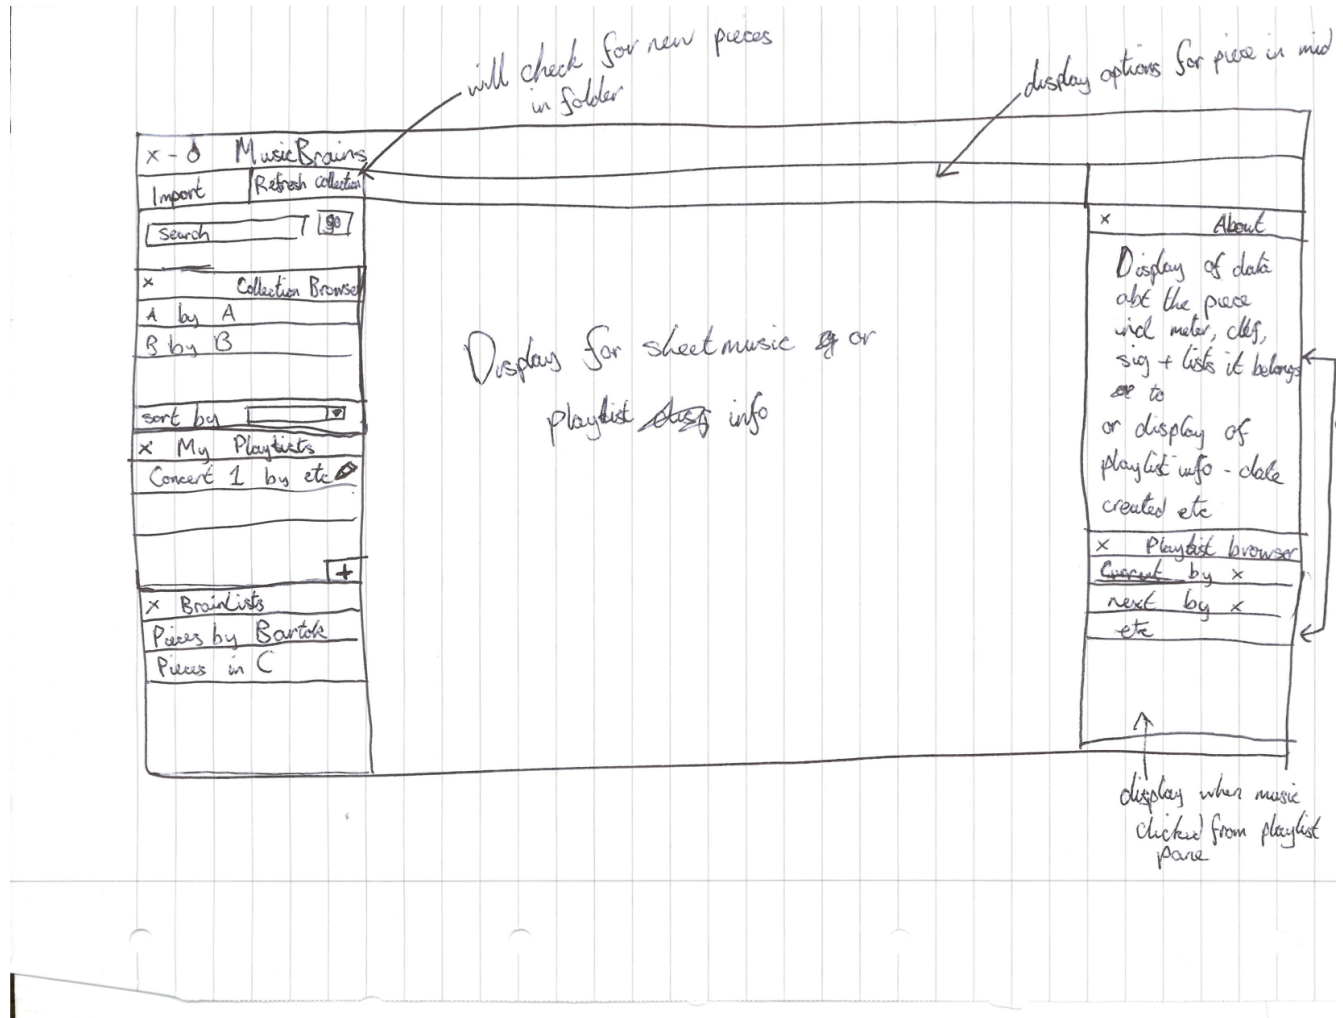 will check for new pieces
in folder
display options for piece in mid
x - o MusicBrains
Import
Refresh collection
search
go
x Collection Browser
A by A
B by B
sort by
x My Playlists
Concert 1 by etc
+
x BrainLists
Pieces by Bartok
Pieces in C
Display for sheetmusic or
playlist info
x About
Display of data
abt the piece
incl meter, clef,
sig + lists it belongs
to
or display of
playlist info - date
created etc
x Playlist browser
Current by x
next by x
etc
display when music
clicked from playlist
pane